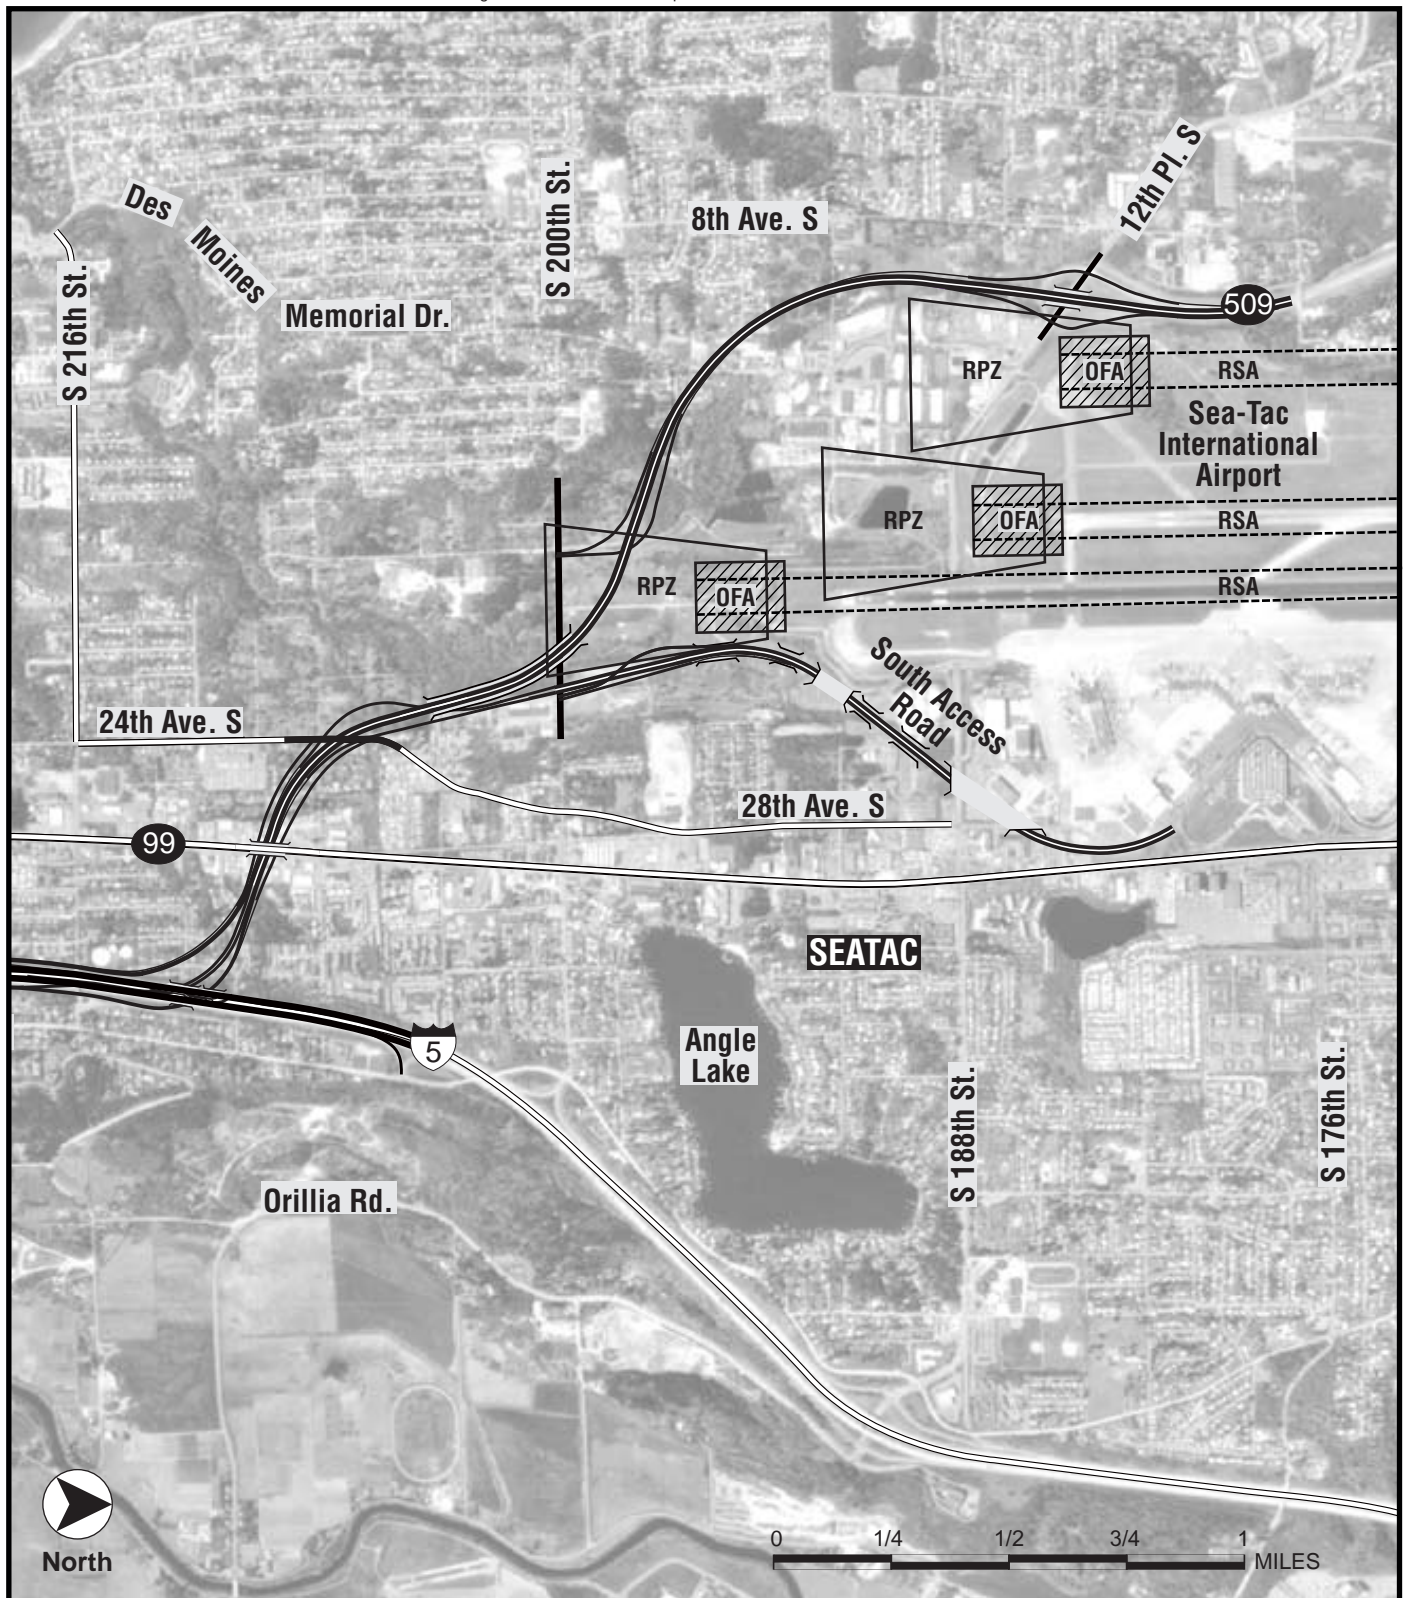 12th Pl. S
Des
Moines
Memorial Dr.
S 200th St.
8th Ave. S
S 216th St.
509
RPZ
OFA
RSA
Sea-Tac
International
Airport
RPZ
OFA
RSA
RPZ
OFA
RSA
South Access
Road
24th Ave. S
28th Ave. S
99
SEATAC
5
Angle
Lake
S 188th St.
S 176th St.
Orillia Rd.
North
0 1/4 1/2 3/4 1
MILES